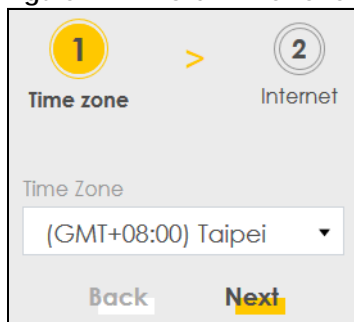 1 > 2
Time zone Internet
Time Zone
(GMT+08:00) Taipei
Back Next